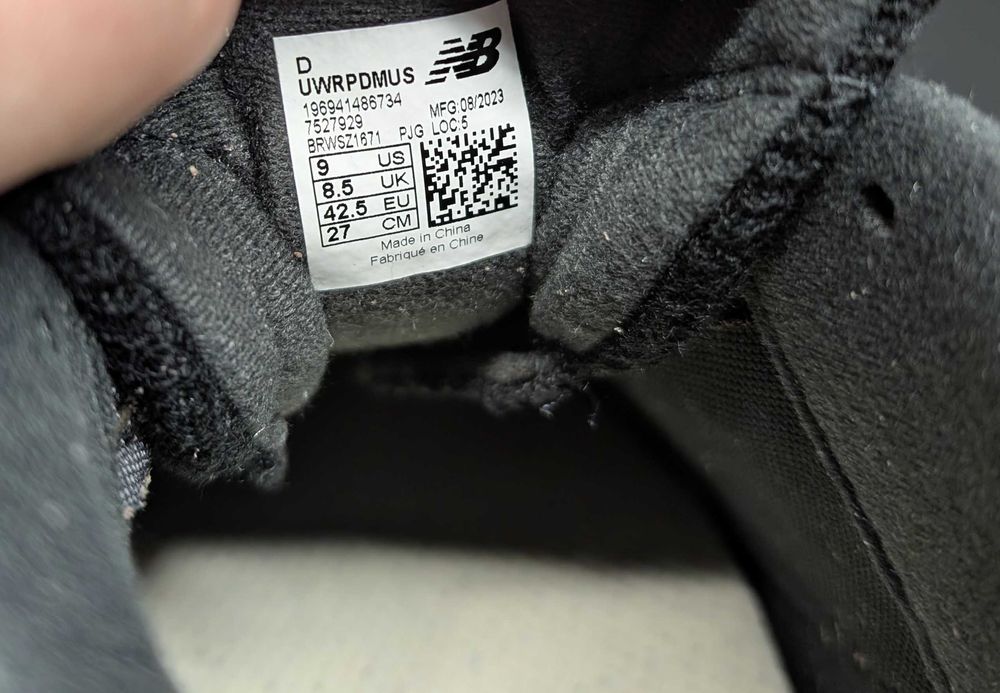 D
UWRPDMUS NB
196941486734
7527929 MFG:08/2023
BRWSZ1671 PJG LOC:5
9 US
8.5 UK
42.5 EU
27 CM
Made in China
Fabriqué en Chine